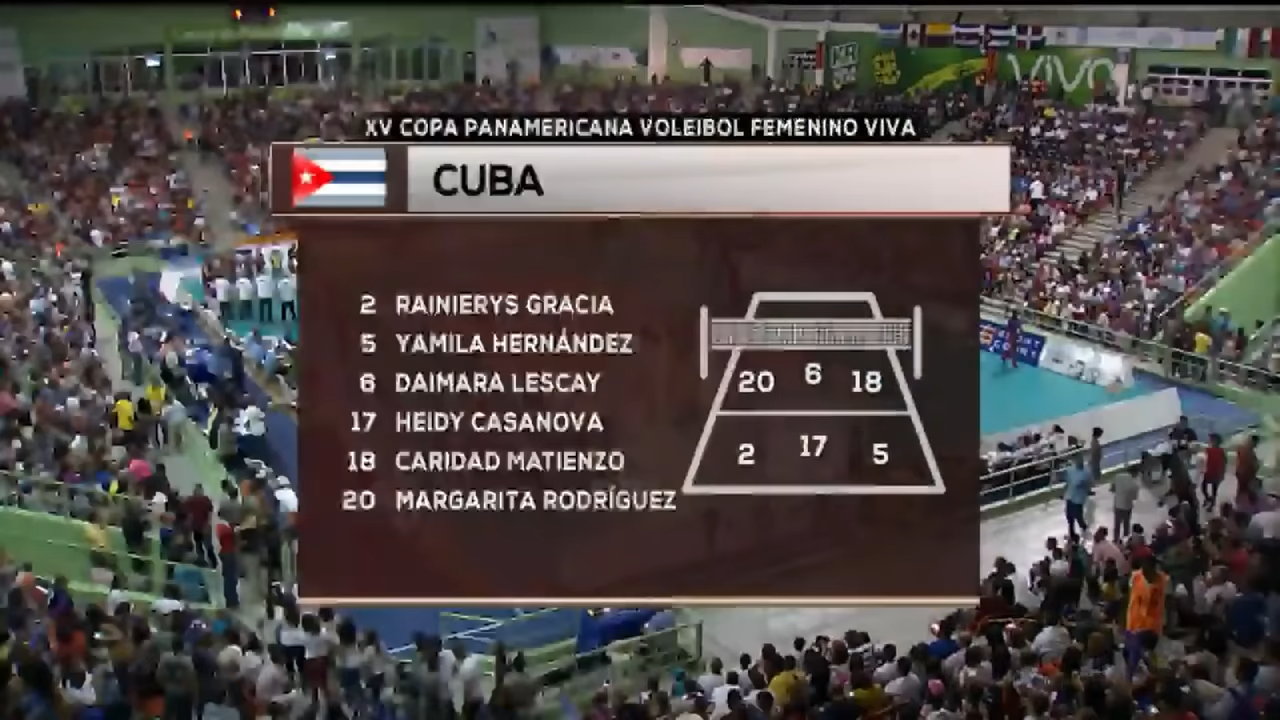 VIVA
XV COPA PANAMERICANA VOLEIBOL FEMENINO VIVA
CUBA
2 RAINIERYS GRACIA
5 YAMILA HERNÁNDEZ
6 DAIMARA LESCAY
17 HEIDY CASANOVA
18 CARIDAD MATIENZO
20 MARGARITA RODRÍGUEZ
20 6 18
2 17 5